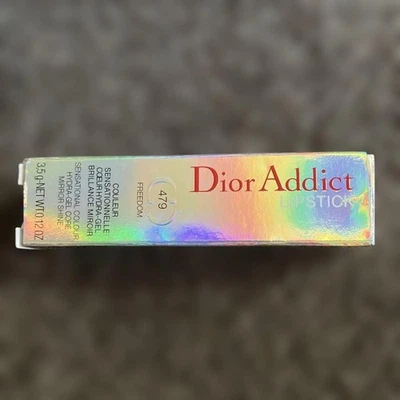 Dior Addict
LIPSTICK
479
FREEDOM
COULEUR
SENSATIONNELLE
CŒUR HYDRA-GEL
BRILLANCE MIROIR
SENSATIONAL COLOUR
HYDRA-GEL CORE
MIRROR SHINE
3.5 g-NET WT.0.12 OZ